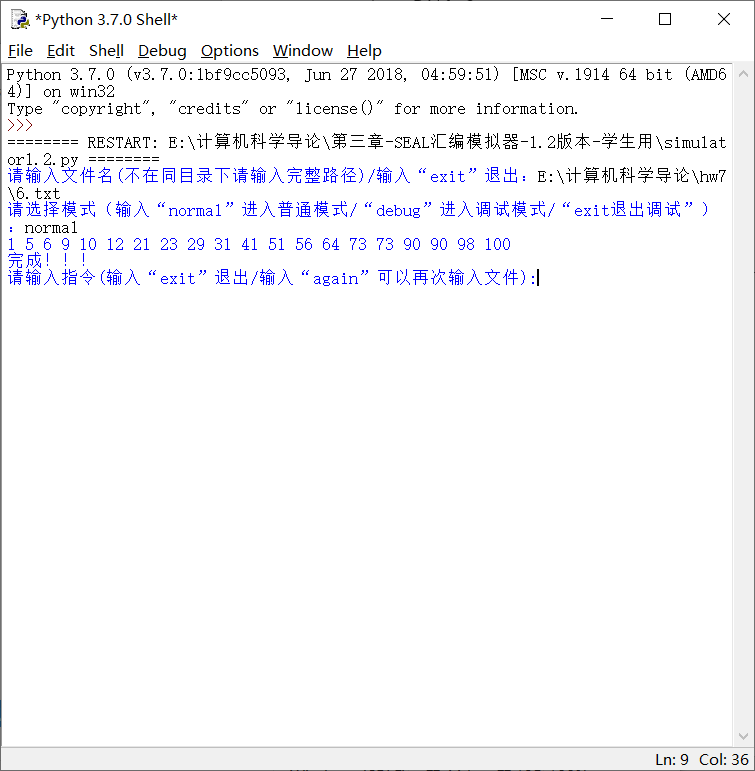 *Python 3.7.0 Shell*
File Edit Shell Debug Options Window Help
Python 3.7.0 (v3.7.0:1bf9cc5093, Jun 27 2018, 04:59:51) [MSC v.1914 64 bit (AMD6
4)] on win32
Type "copyright", "credits" or "license()" for more information.
>>>
======== RESTART: E:\计算机科学导论\第三章-SEAL汇编模拟器-1.2版本-学生用\simulat
or1.2.py ========
请输入文件名(不在同目录下请输入完整路径)/输入“exit”退出：E:\计算机科学导论\hw7
\6.txt
请选择模式（输入“normal”进入普通模式/“debug”进入调试模式/“exit退出调试”）
：normal
1 5 6 9 10 12 21 23 29 31 41 51 56 64 73 73 90 90 98 100
完成！！！
请输入指令(输入“exit”退出/输入“again”可以再次输入文件):
Ln: 9 Col: 36